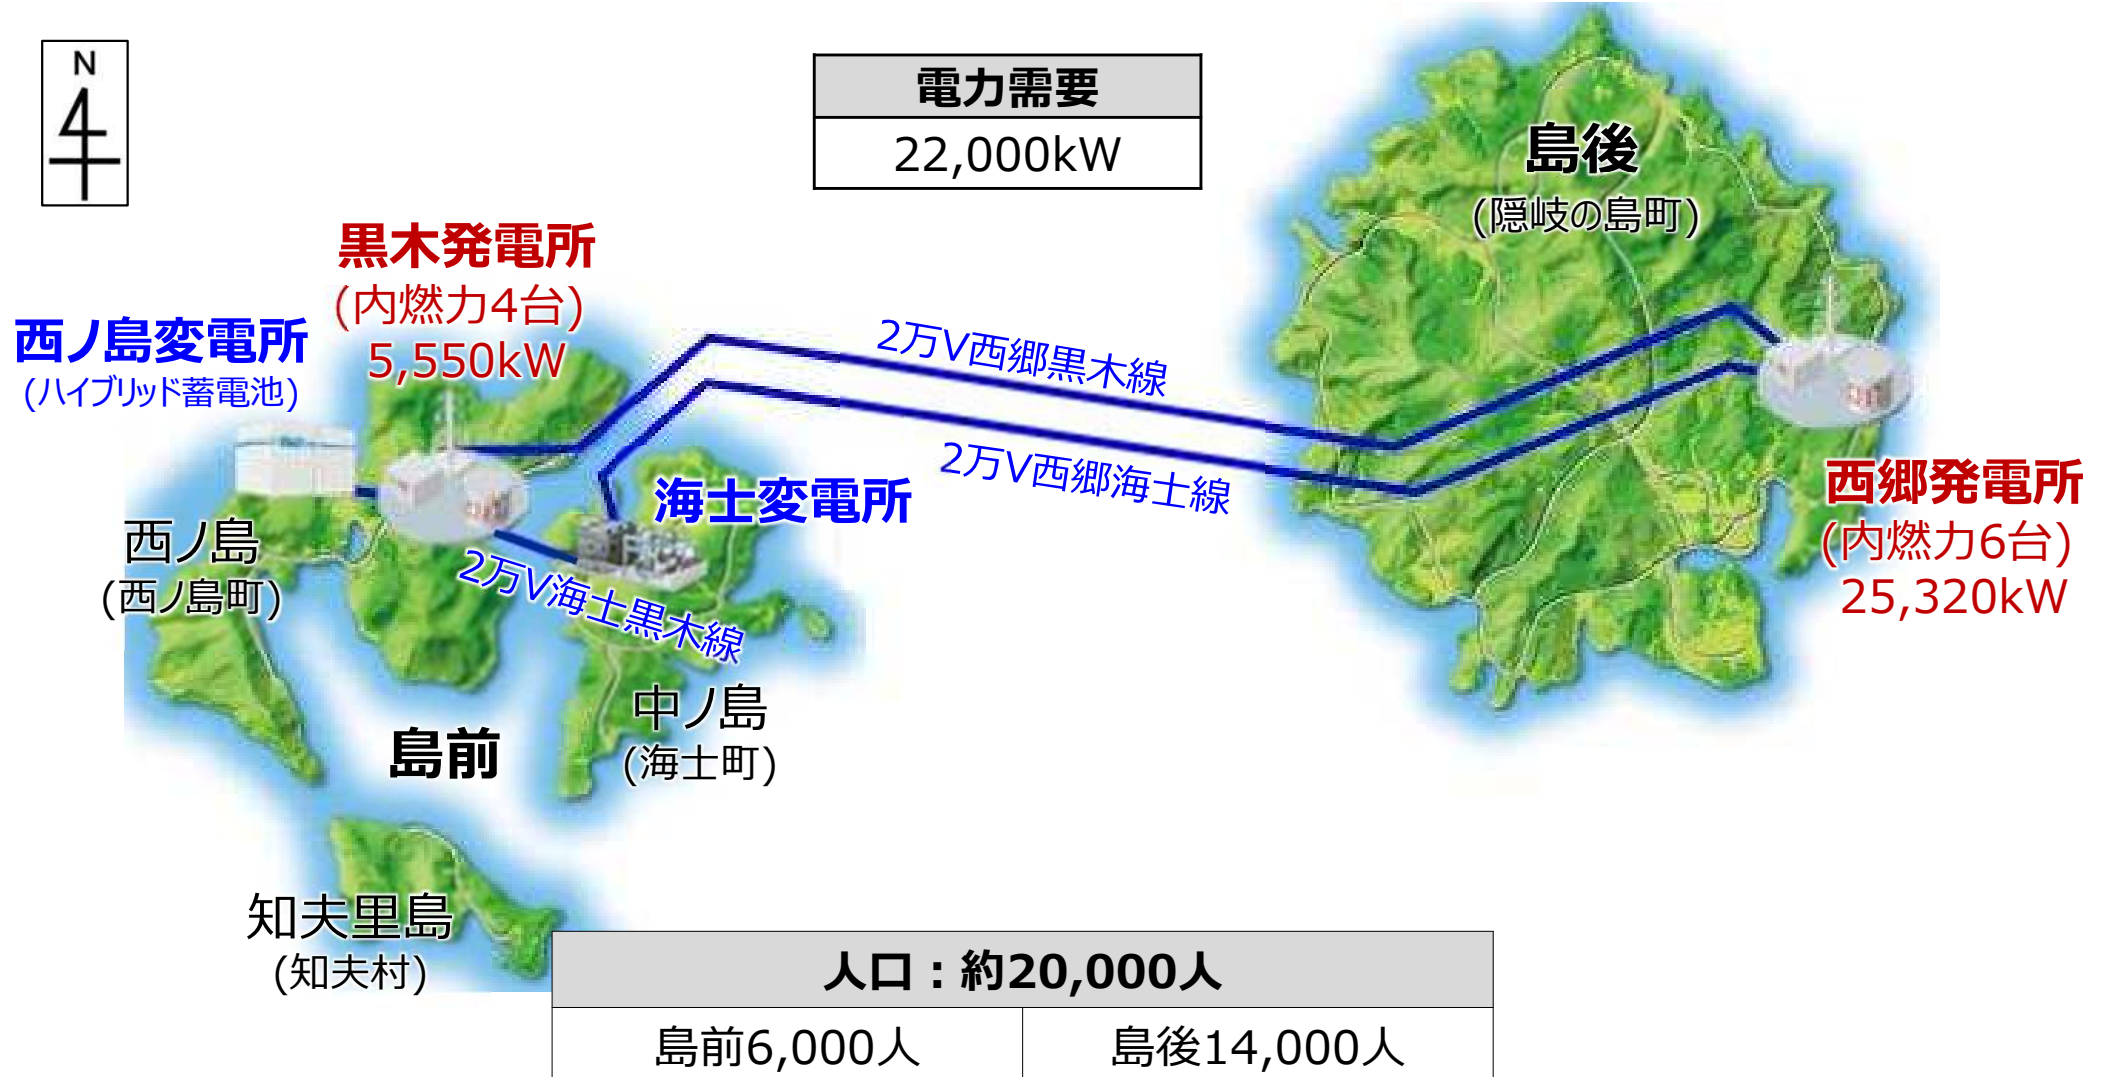 N
電力需要
22,000kW
島後
(隠岐の島町)
黒木発電所
(内燃力4台)
5,550kW
西ノ島変電所
(ハイブリッド蓄電池)
2万V西郷黒木線
2万V西郷海士線
海士変電所
西郷発電所
(内燃力6台)
25,320kW
西ノ島
(西ノ島町)
2万V海士黒木線
中ノ島
(海士町)
島前
知夫里島
(知夫村)
人口：約20,000人
島前6,000人
島後14,000人